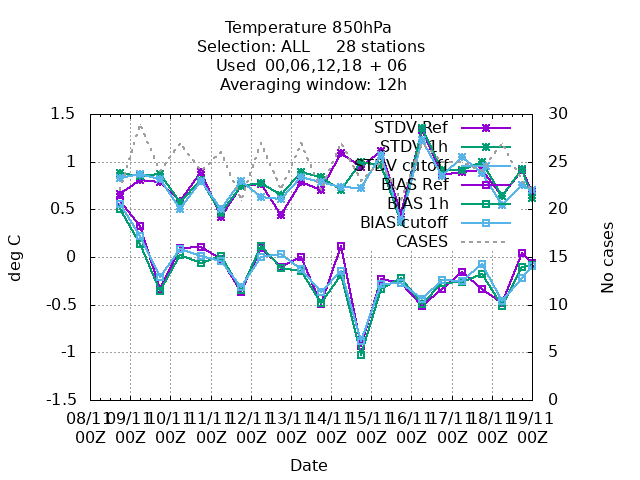 Temperature 850hPa
Selection: ALL 28 stations
Used 00,06,12,18 + 06
Averaging window: 12h
1.5
1
0.5
0
-0.5
-1
-1.5
deg C
30
25
20
15
10
5
0
No cases
STDV Ref
STDV 1h
STDV cutoff
BIAS Ref
BIAS 1h
BIAS cutoff
CASES
08/11 09/11 10/11 11/11 12/11 13/11 14/11 15/11 16/11 17/11 18/11 19/11
00Z 00Z 00Z 00Z 00Z 00Z 00Z 00Z 00Z 00Z 00Z 00Z
Date